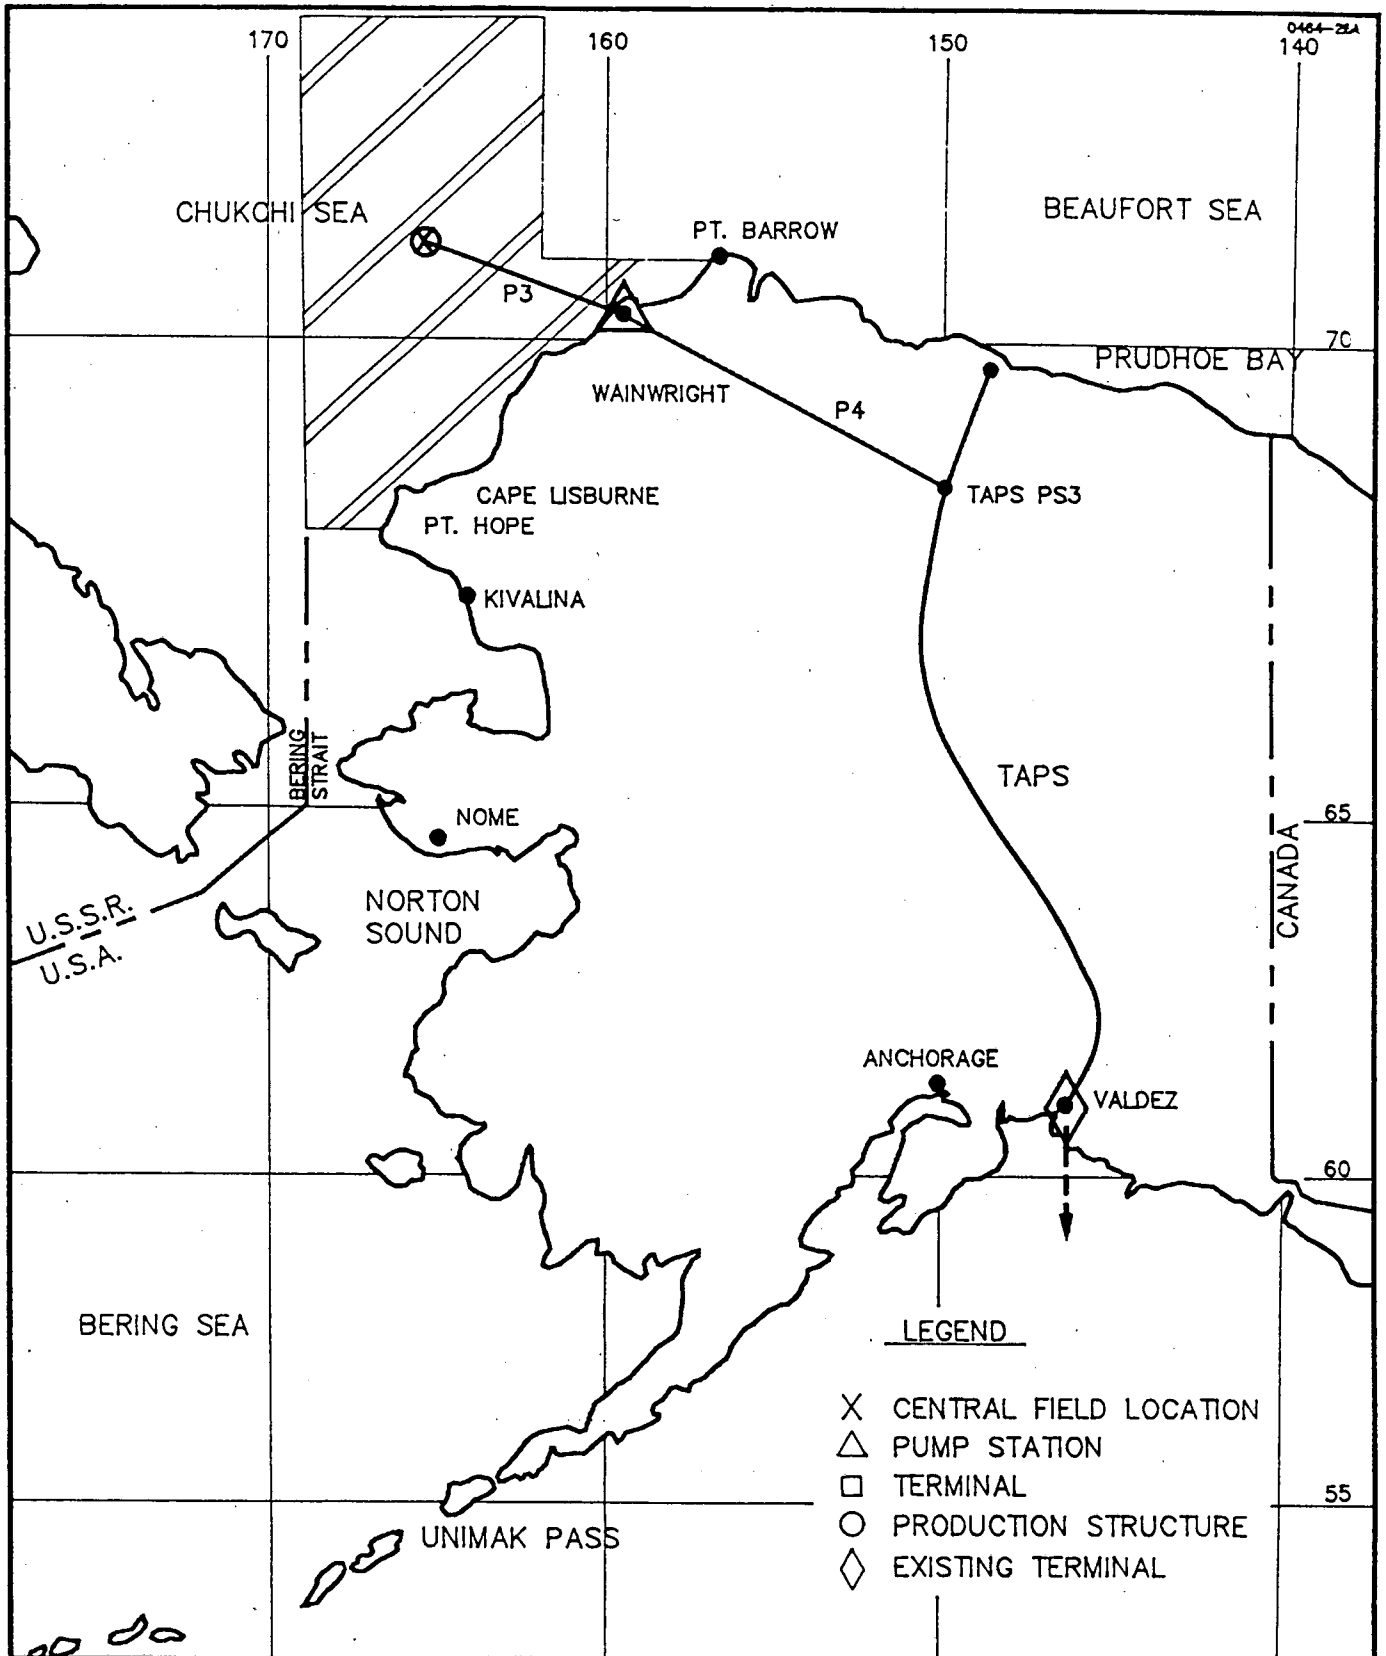 0464-22A
170
160
150
140
CHUKCHI SEA
BEAUFORT SEA
PT. BARROW
P3
70
PRUDHOE BAY
WAINWRIGHT
P4
CAPE LISBURNE
TAPS PS3
PT. HOPE
KIVALINA
BERING
STRAIT
TAPS
NOME
65
CANADA
NORTON
SOUND
U.S.S.R.
U.S.A.
ANCHORAGE
VALDEZ
60
BERING SEA
LEGEND
X CENTRAL FIELD LOCATION
△ PUMP STATION
□ TERMINAL
○ PRODUCTION STRUCTURE
◇ EXISTING TERMINAL
55
UNIMAK PASS